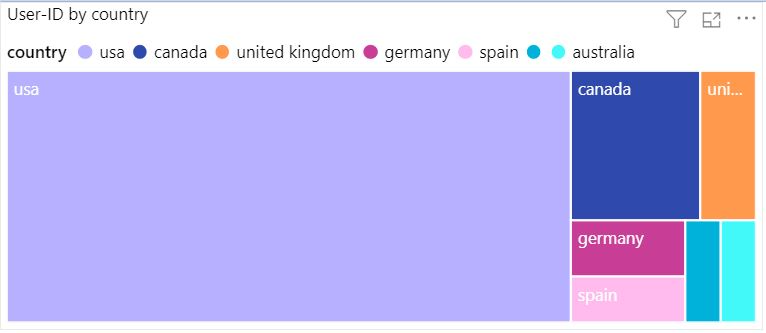 User-ID by country
country usa canada united kingdom germany spain australia
usa
canada
uni...
germany
spain